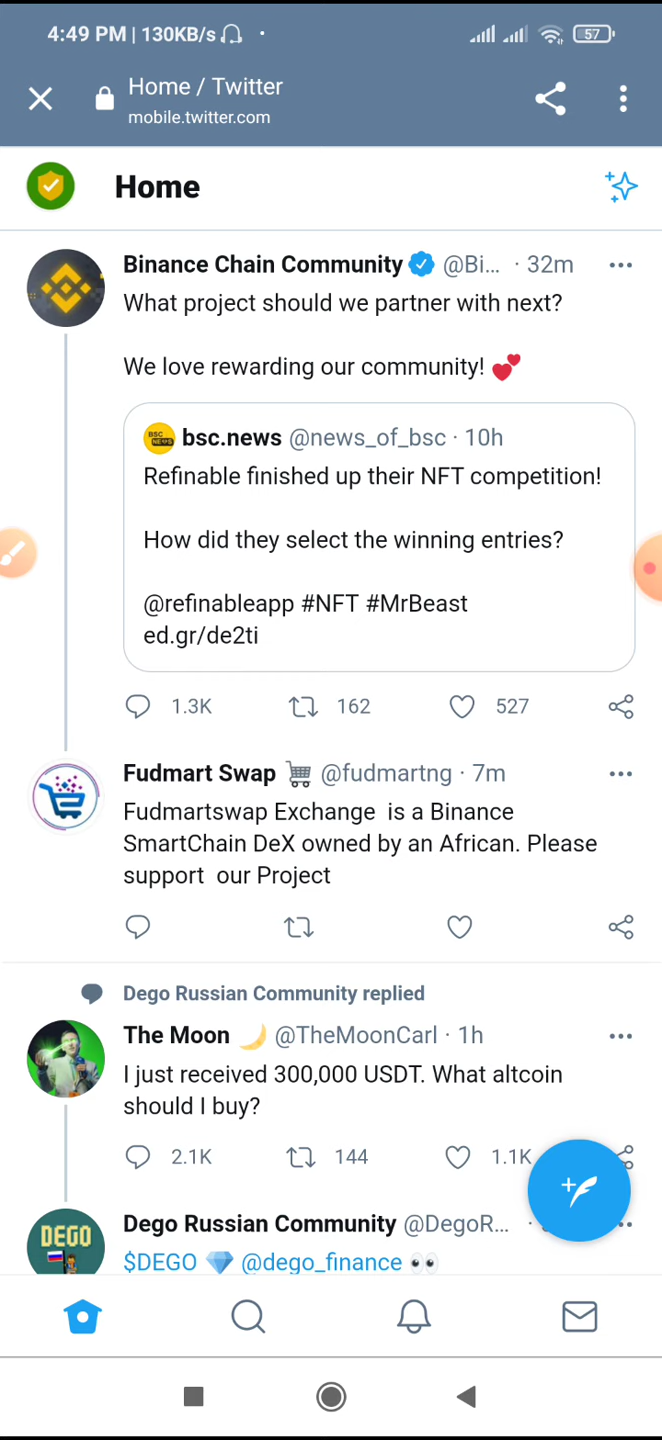 4:49 PM | 130KB/s
57
Home / Twitter
mobile.twitter.com
Home
Binance Chain Community @Bi... · 32m
What project should we partner with next?
We love rewarding our community! 💕
BSC NEWS
bsc.news @news_of_bsc · 10h
Refinable finished up their NFT competition!
How did they select the winning entries?
@refinableapp #NFT #MrBeast
ed.gr/de2ti
1.3K 162 527
Fudmart Swap 🛒 @fudmartng · 7m
Fudmartswap Exchange is a Binance
SmartChain DeX owned by an African. Please
support our Project
Dego Russian Community replied
The Moon 🌙 @TheMoonCarl · 1h
I just received 300,000 USDT. What altcoin
should I buy?
2.1K 144 1.1K
DEGO
Dego Russian Community @DegoR... ·
$DEGO 💎 @dego_finance 👀